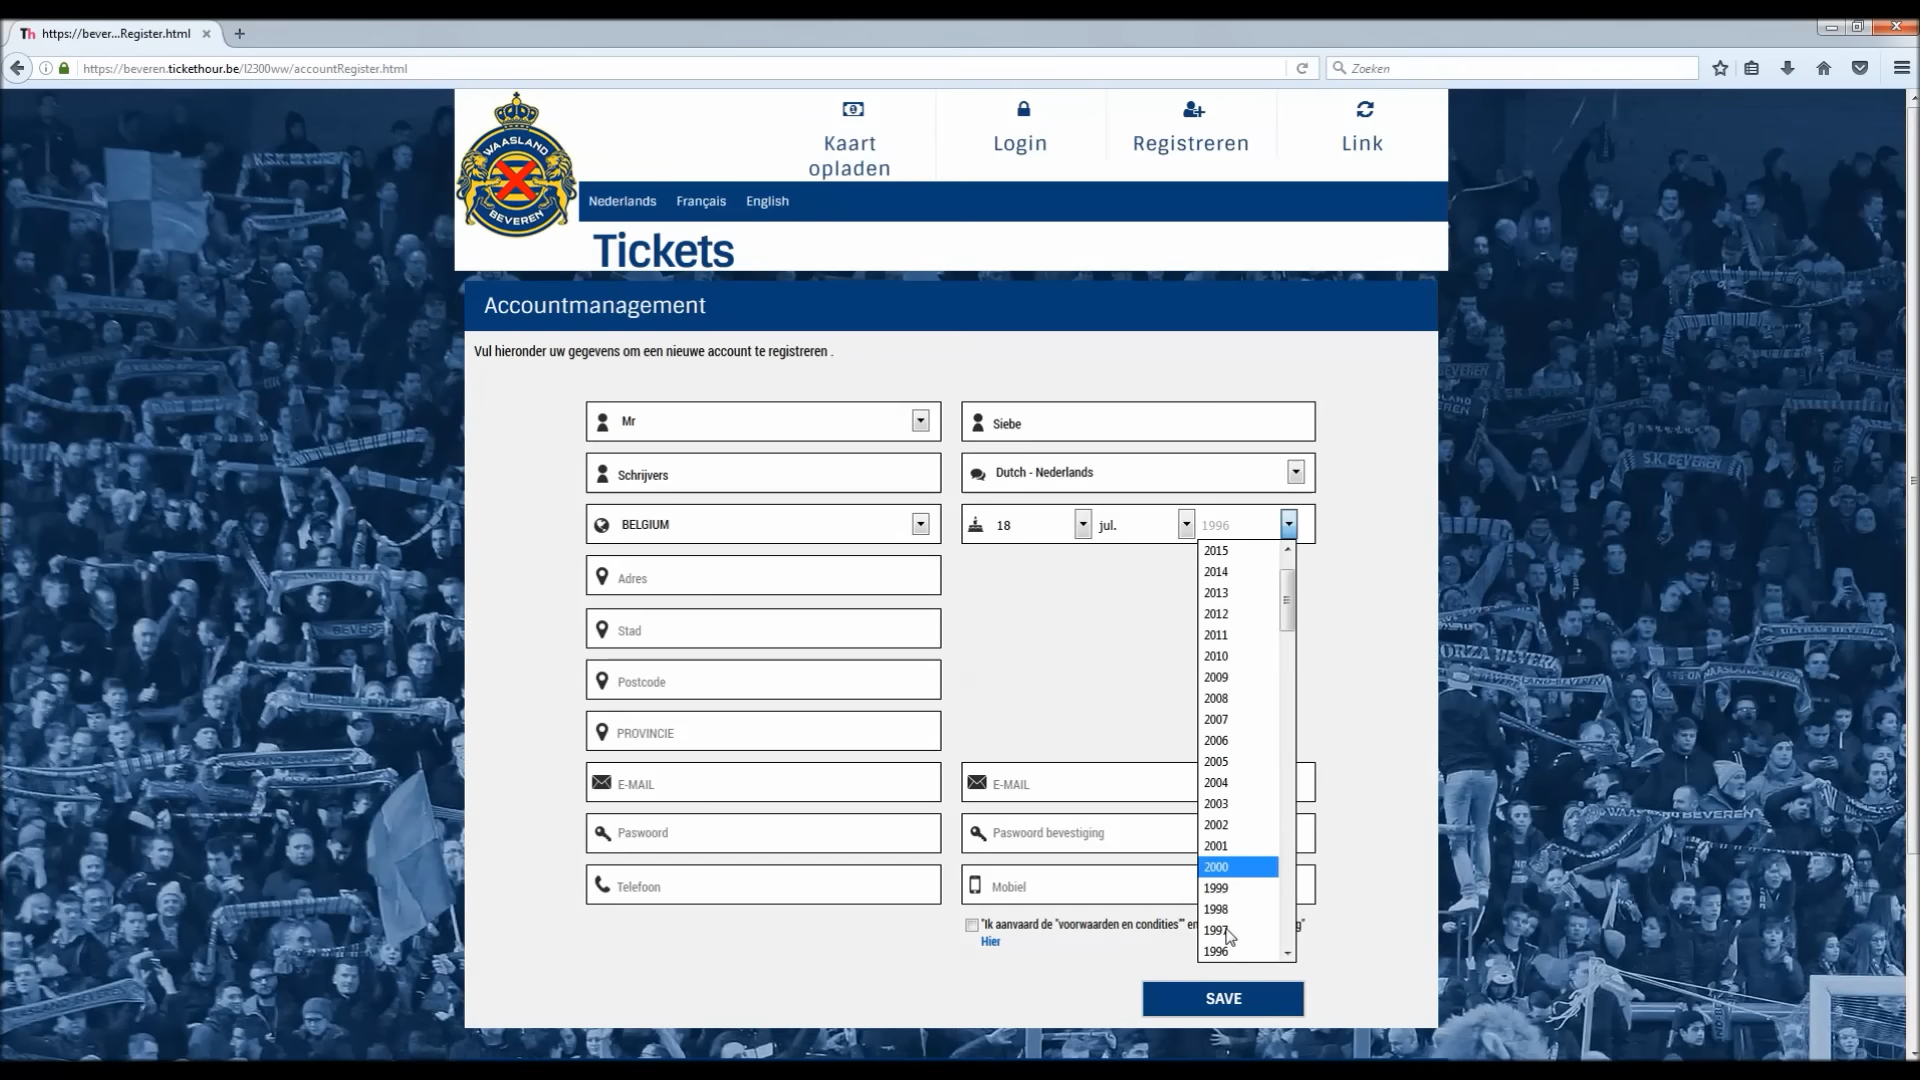 Th https://bever...Register.html
https://beveren.tickethour.be/l2300ww/accountRegister.html
Zoeken
WAASLAND
BEVEREN
Kaart
opladen
Login
Registreren
Link
Nederlands Français English
Tickets
Accountmanagement
Vul hieronder uw gegevens om een nieuwe account te registreren .
Mr
Siebe
Schrijvers
Dutch - Nederlands
BELGIUM
18 jul. 1996
Adres
Stad
Postcode
PROVINCIE
E-MAIL
E-MAIL
Paswoord
Paswoord bevestiging
Telefoon
Mobiel
2015
2014
2013
2012
2011
2010
2009
2008
2007
2006
2005
2004
2003
2002
2001
2000
1999
1998
1997
1996
"Ik aanvaard de "voorwaarden en condities"" en
Hier
SAVE
K.S.K. BEVEREN
S.K. BEVEREN